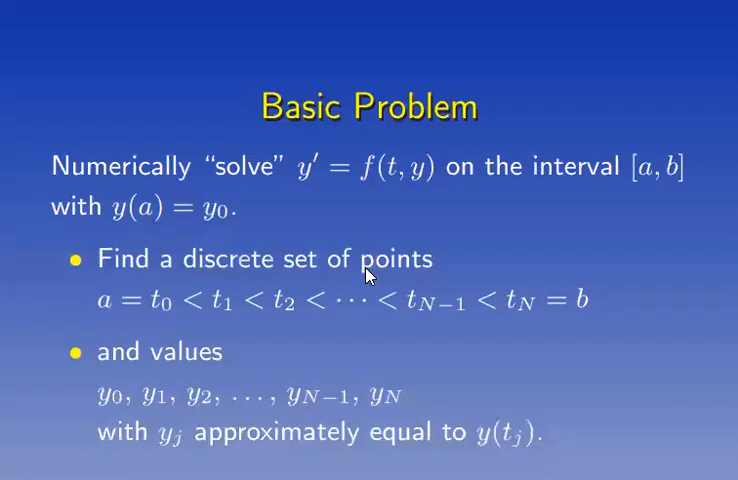 Basic Problem
Numerically “solve” y′ = f(t, y) on the interval [a, b]
with y(a) = y₀.
• Find a discrete set of points
a = t₀ < t₁ < t₂ < ··· < t_{N−1} < t_N = b
• and values
y₀, y₁, y₂, ..., y_{N−1}, y_N
with y_j approximately equal to y(t_j).